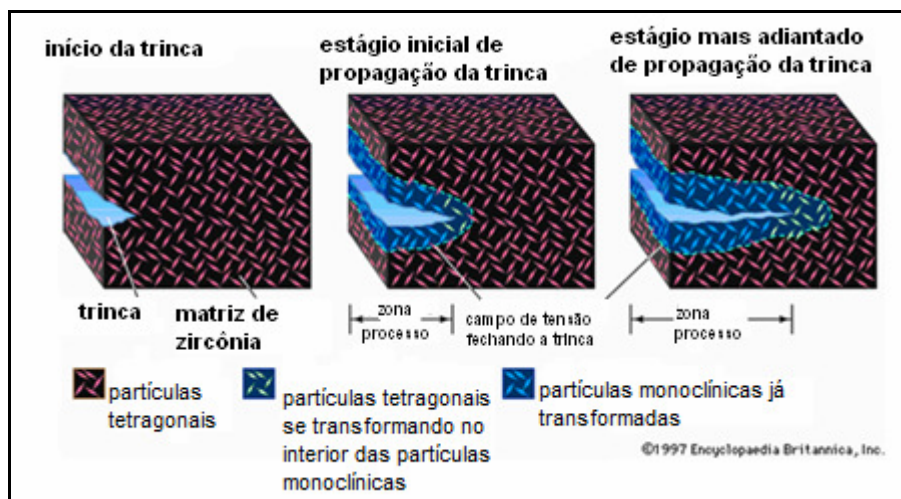 início da trinca
estágio inicial de
propagação da trinca
estágio mais adiantado
de propagação da trinca
trinca
matriz de
zircônia
zona
processo
campo de tensão
fechando a trinca
zona
processo
partículas
tetragonais
partículas tetragonais
se transformando no
interior das partículas
monoclínicas
partículas monoclínicas já
transformadas
©1997 Encyclopaedia Britannica, Inc.